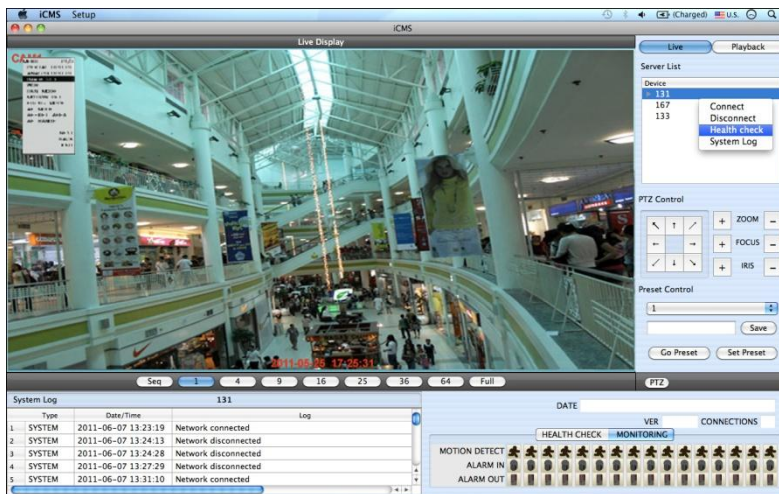 iCMS Setup (Charged) U.S.
iCMS
Live Display
Live Playback
Server List
Device
131
167
133
Connect
Disconnect
Health check
System Log
PTZ Control
+ ZOOM −
+ FOCUS −
+ IRIS −
Preset Control
1
Save
Go Preset Set Preset
PTZ
2011-05-25 17:25:31
Seq 1 4 9 16 25 36 64 Full
System Log 131
Type Date/Time Log
1 SYSTEM 2011-06-07 13:23:19 Network connected
2 SYSTEM 2011-06-07 13:24:13 Network disconnected
3 SYSTEM 2011-06-07 13:24:28 Network disconnected
4 SYSTEM 2011-06-07 13:27:29 Network disconnected
5 SYSTEM 2011-06-07 13:31:10 Network disconnected
DATE
VER CONNECTIONS
HEALTH CHECK MONITORING
MOTION DETECT
ALARM IN
ALARM OUT